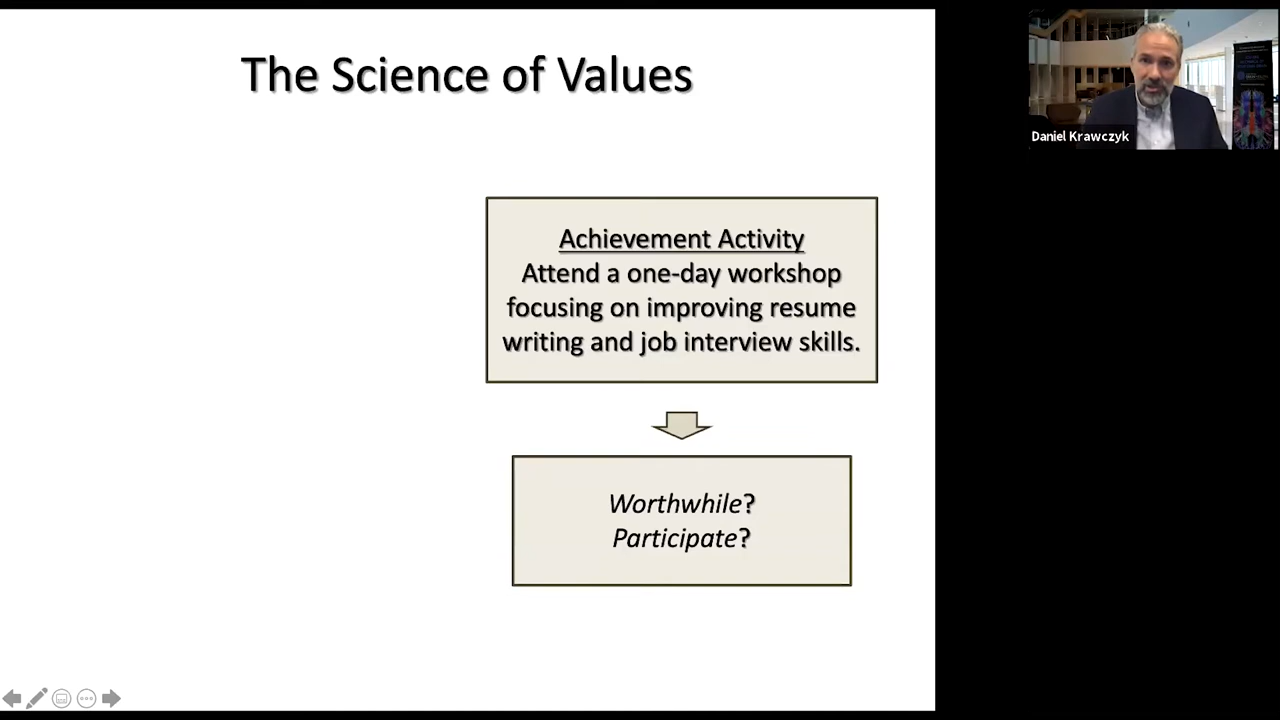 The Science of Values
Achievement Activity
Attend a one-day workshop
focusing on improving resume
writing and job interview skills.
Worthwhile?
Participate?
Daniel Krawczyk